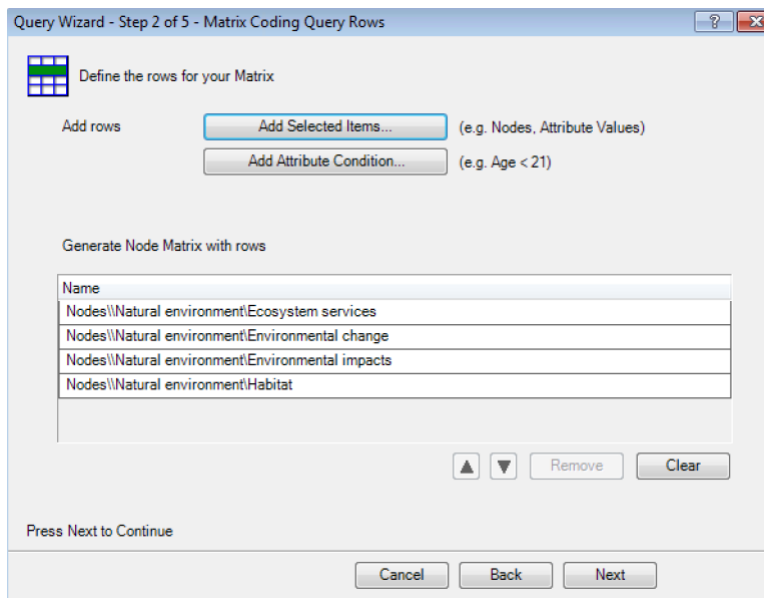 Query Wizard - Step 2 of 5 - Matrix Coding Query Rows
Define the rows for your Matrix
Add rows
Add Selected Items...
(e.g. Nodes, Attribute Values)
Add Attribute Condition...
(e.g. Age < 21)
Generate Node Matrix with rows
Name
Nodes\\Natural environment\Ecosystem services
Nodes\\Natural environment\Environmental change
Nodes\\Natural environment\Environmental impacts
Nodes\\Natural environment\Habitat
Remove
Clear
Press Next to Continue
Cancel
Back
Next